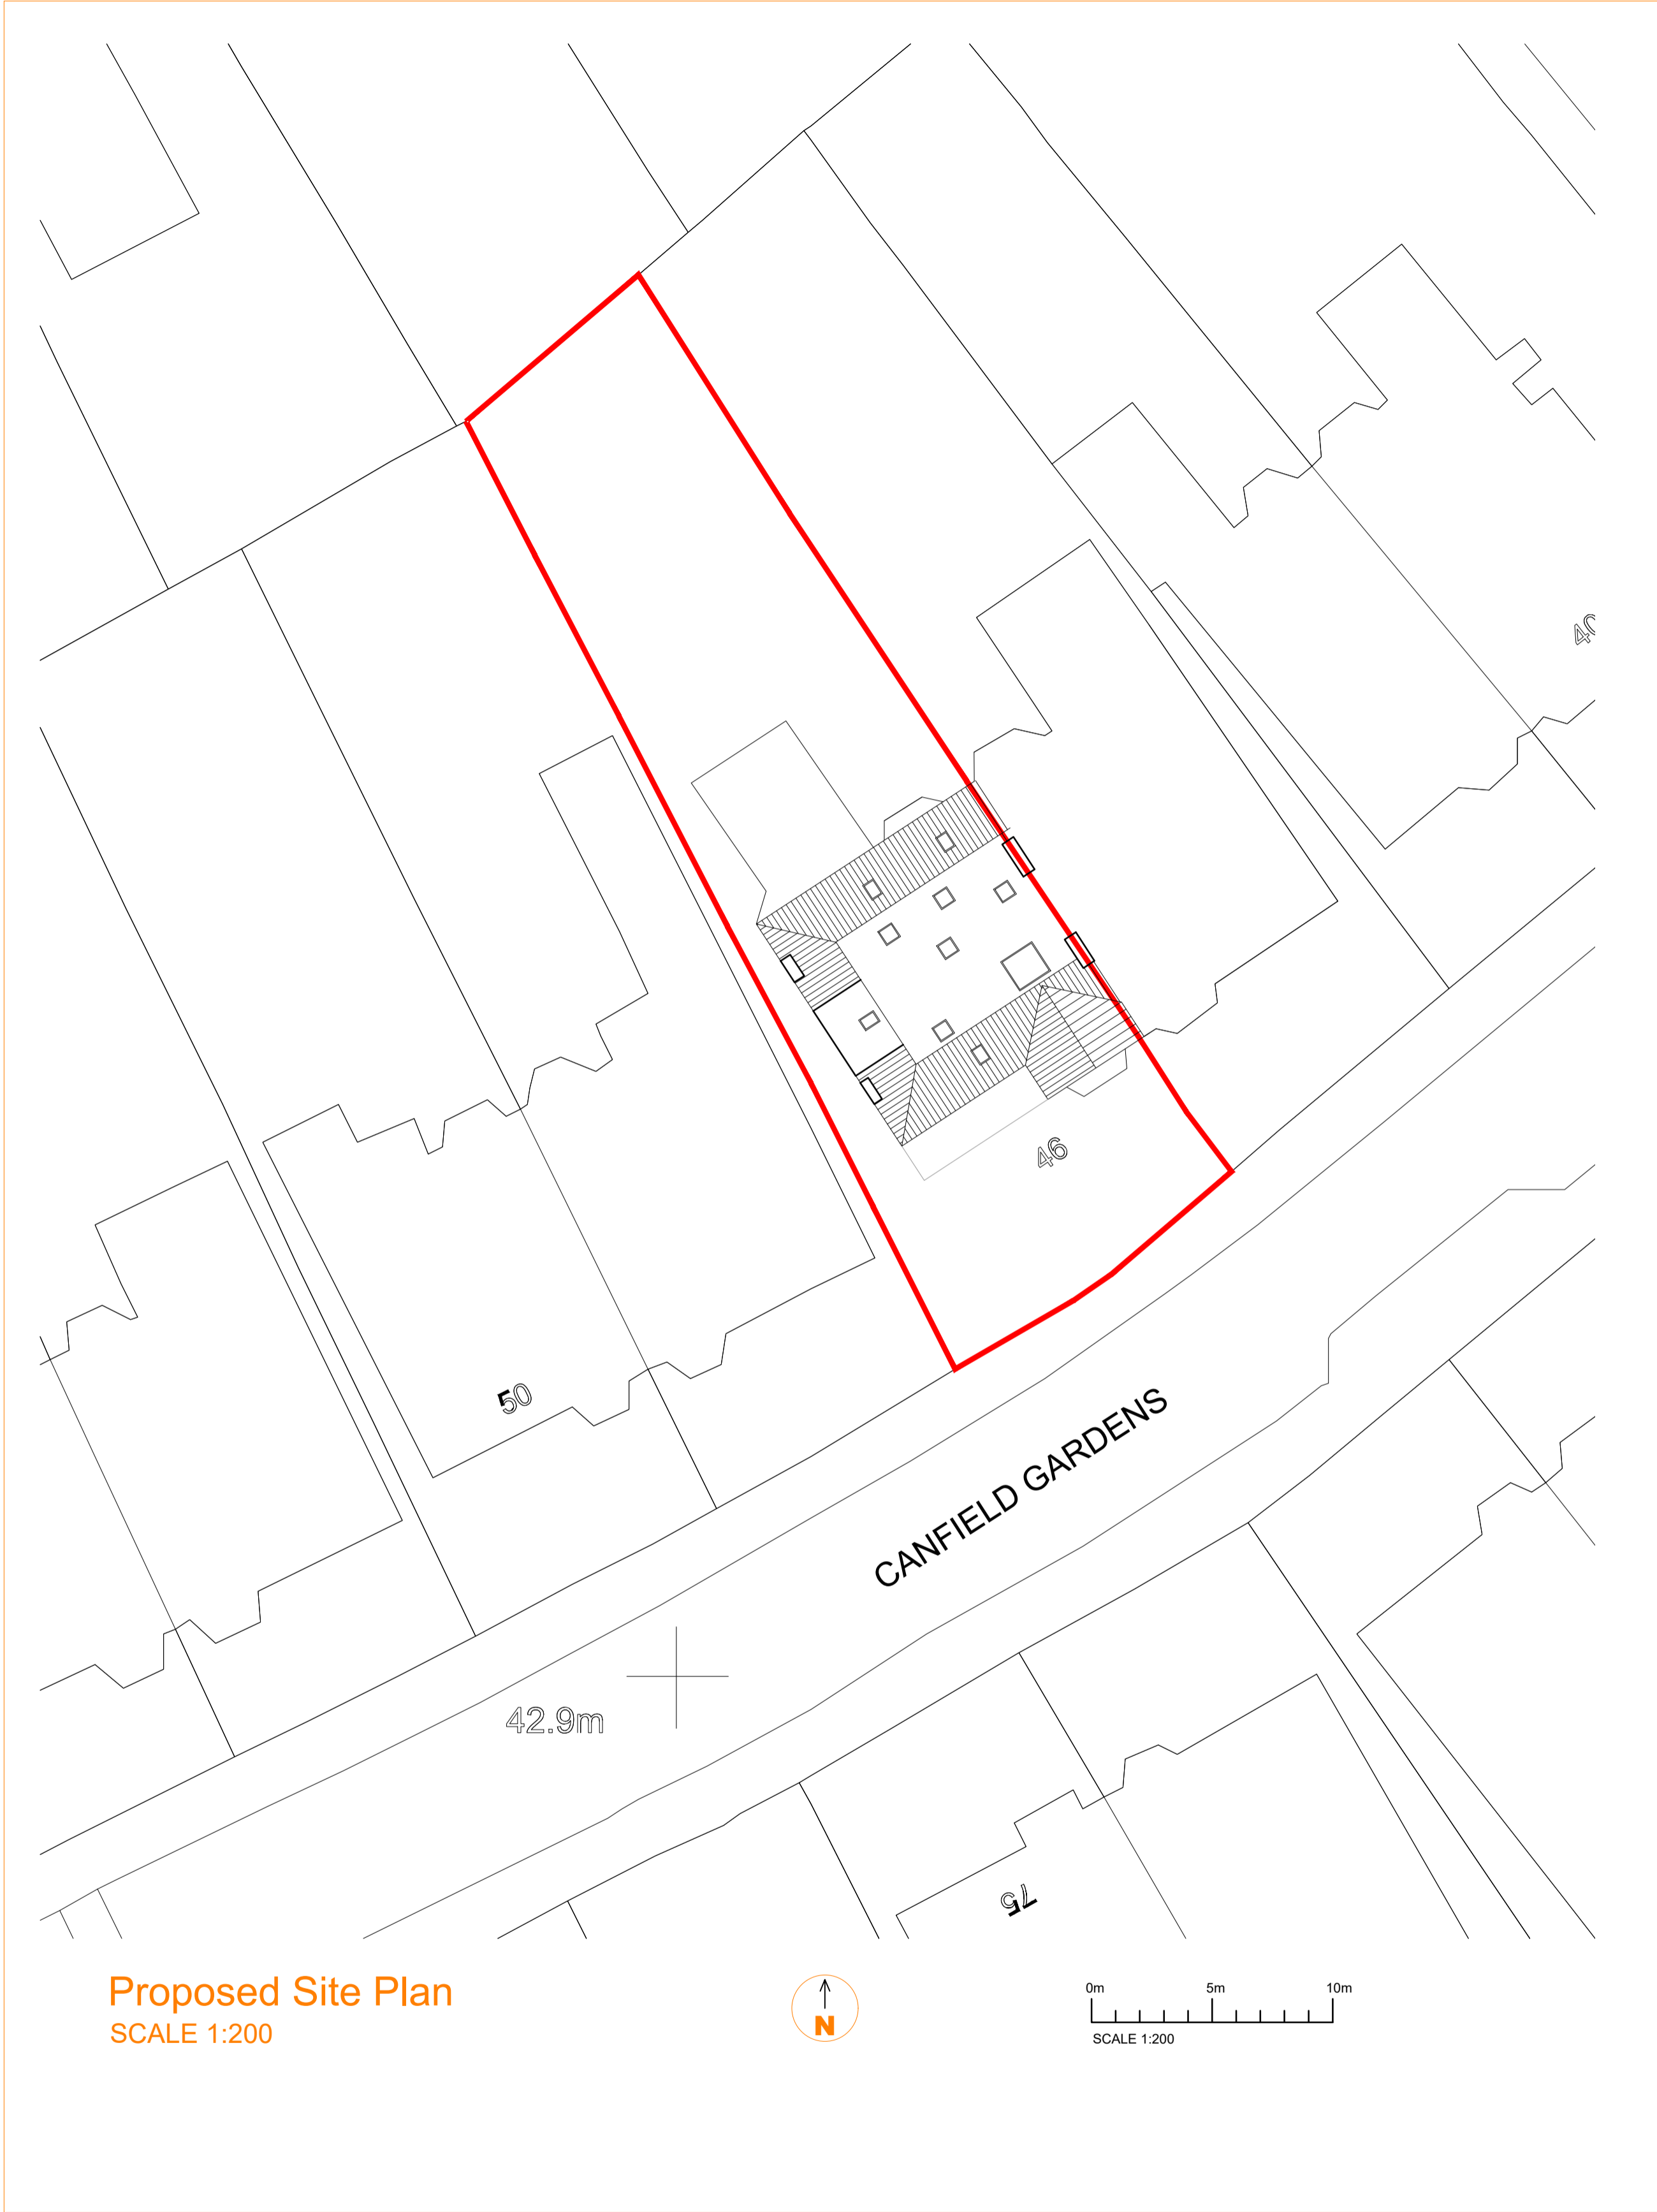 40
46
50
CANFIELD GARDENS
42.9m
75
Proposed Site Plan
SCALE 1:200
N
0m 5m 10m
SCALE 1:200